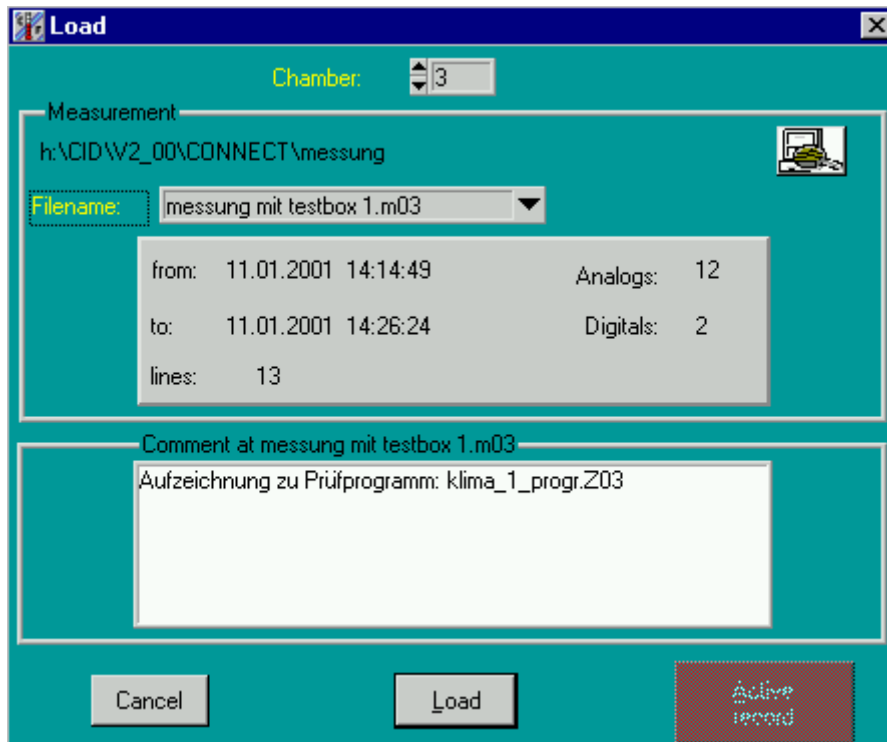 Load
Chamber: 3
Measurement
h:\CID\V2_00\CONNECT\messung
Filename: messung mit testbox 1.m03
from: 11.01.2001 14:14:49 Analogs: 12
to: 11.01.2001 14:26:24 Digitals: 2
lines: 13
Comment at messung mit testbox 1.m03
Aufzeichnung zu Prüfprogramm: klima_1_progr.Z03
Cancel Load Active
record